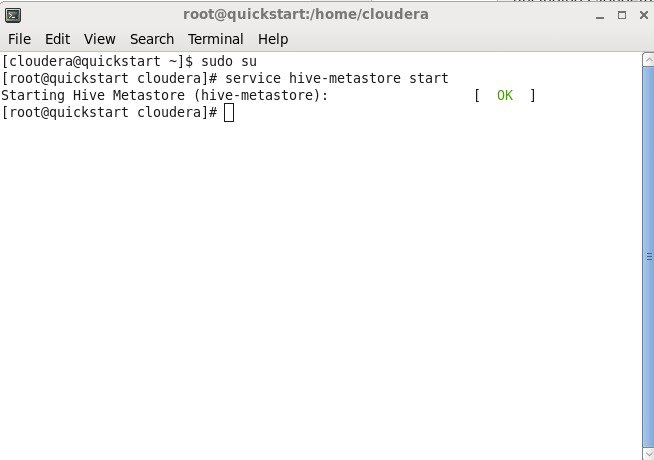 root@quickstart:/home/cloudera
File Edit View Search Terminal Help
[cloudera@quickstart ~]$ sudo su
[root@quickstart cloudera]# service hive-metastore start
Starting Hive Metastore (hive-metastore):                  [  OK  ]
[root@quickstart cloudera]#